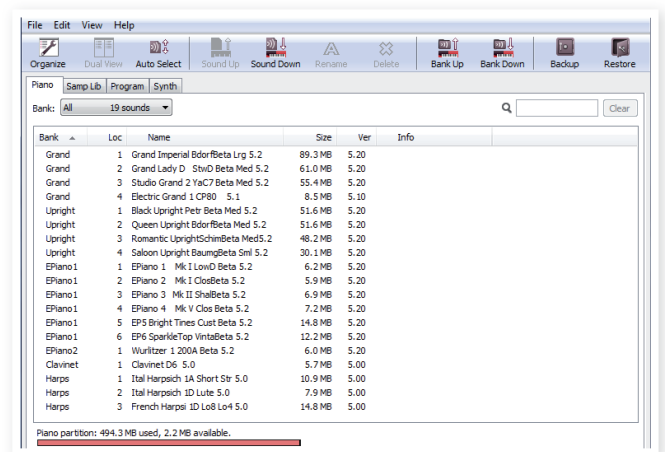 File Edit View Help
Organize Dual View Auto Select Sound Up Sound Down Rename Delete Bank Up Bank Down Backup Restore
Piano Samp Lib Program Synth
Bank: All 19 sounds Clear
Bank Loc Name Size Ver Info
Grand 1 Grand Imperial BdorfBeta Lrg 5.2 89.3 MB 5.20
Grand 2 Grand Lady D StwD Beta Med 5.2 61.0 MB 5.20
Grand 3 Studio Grand 2 YaC7 Beta Med 5.2 55.4 MB 5.20
Grand 4 Electric Grand 1 CP80 5.1 8.5 MB 5.10
Upright 1 Black Upright Petr Beta Med 5.2 51.6 MB 5.20
Upright 2 Queen Upright BdorfBeta Med 5.2 51.6 MB 5.20
Upright 3 Romantic UprightSchimBeta Med5.2 48.2 MB 5.20
Upright 4 Saloon Upright BaumgBeta Sml 5.2 30.1 MB 5.20
EPiano1 1 EPiano 1 Mk I LowD Beta 5.2 6.2 MB 5.20
EPiano1 2 EPiano 2 Mk I ClosBeta 5.2 5.9 MB 5.20
EPiano1 3 EPiano 3 Mk II ShalBeta 5.2 6.9 MB 5.20
EPiano1 4 EPiano 4 Mk V Clos Beta 5.2 7.2 MB 5.20
EPiano1 5 EP5 Bright Tines Cust Beta 5.2 14.8 MB 5.20
EPiano1 6 EP6 SparkleTop VintaBeta 5.2 12.2 MB 5.20
EPiano2 1 Wurlitzer 1 200A Beta 5.2 6.0 MB 5.20
Clavinet 1 Clavinet D6 5.0 5.7 MB 5.00
Harps 1 Ital Harpsich 1A Short Str 5.0 10.9 MB 5.00
Harps 2 Ital Harpsich 1D Lute 5.0 7.9 MB 5.00
Harps 3 French Harpsi 1D Lo8 Lo4 5.0 14.8 MB 5.00
Piano partition: 494.3 MB used, 2.2 MB available.